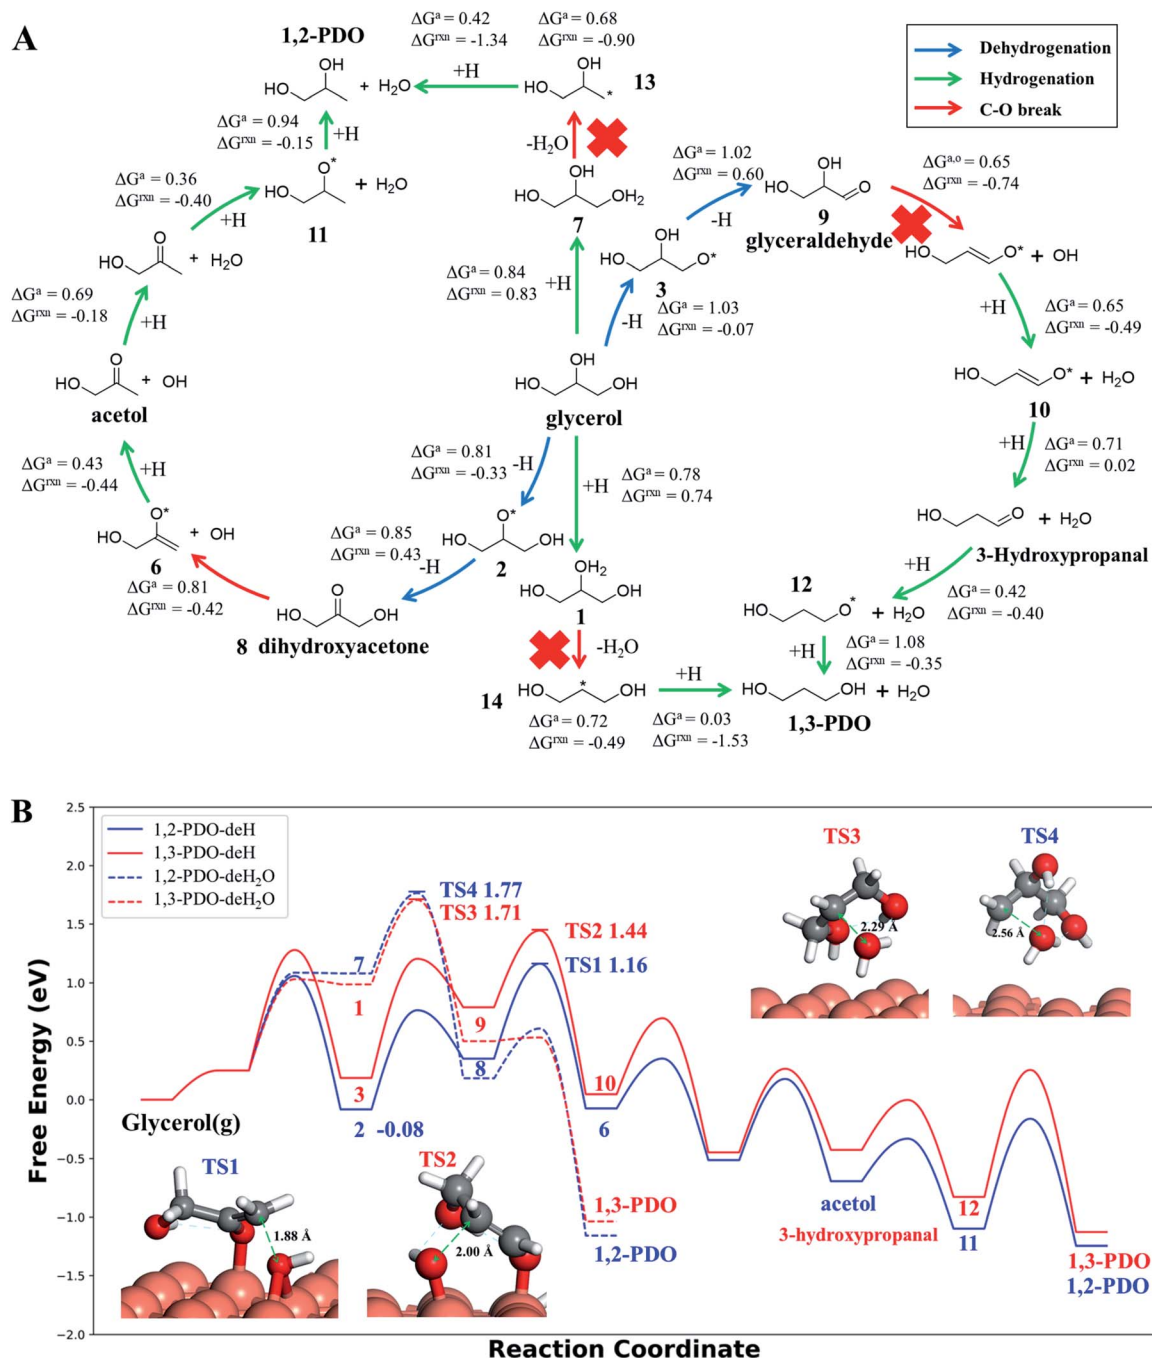 A
1,2-PDO
ΔGᵃ = 0.42
ΔGʳˣⁿ = -1.34
ΔGᵃ = 0.68
ΔGʳˣⁿ = -0.90
Dehydrogenation
Hydrogenation
C-O break
OH
HO
+ H₂O
+H
OH
HO
*
13
ΔGᵃ = 0.94
ΔGʳˣⁿ = -0.15
+H
-H₂O
ΔGᵃ = 1.02
ΔGʳˣⁿ = 0.60
OH
HO
O
9
glyceraldehyde
ΔGᵃ,ᵒ = 0.65
ΔGʳˣⁿ = -0.74
ΔGᵃ = 0.36
ΔGʳˣⁿ = -0.40
+H
O*
HO
+ H₂O
11
OH
HO
OH2
7
-H
OH
HO
O*
3
HO
O*
+ OH
O
HO
+ H₂O
ΔGᵃ = 0.69
ΔGʳˣⁿ = -0.18
+H
ΔGᵃ = 0.84
ΔGʳˣⁿ = 0.83
+H
-H
ΔGᵃ = 1.03
ΔGʳˣⁿ = -0.07
+H
ΔGᵃ = 0.65
ΔGʳˣⁿ = -0.49
O
HO
+ OH
acetol
OH
HO
OH
glycerol
HO
O*
+ H₂O
10
ΔGᵃ = 0.43
ΔGʳˣⁿ = -0.44
+H
ΔGᵃ = 0.81
ΔGʳˣⁿ = -0.33
-H
+H
ΔGᵃ = 0.78
ΔGʳˣⁿ = 0.74
+H
ΔGᵃ = 0.71
ΔGʳˣⁿ = 0.02
O*
HO
+ OH
6
ΔGᵃ = 0.85
ΔGʳˣⁿ = 0.43
-H
O*
HO
OH
2
HO
O
+ H₂O
3-Hydroxypropanal
ΔGᵃ = 0.81
ΔGʳˣⁿ = -0.42
O
HO
OH
8 dihydroxyacetone
OH2
HO
OH
1
+H
ΔGᵃ = 0.42
ΔGʳˣⁿ = -0.40
12
HO
O*
+ H₂O
-H₂O
+H
ΔGᵃ = 1.08
ΔGʳˣⁿ = -0.35
HO
*
OH
14
+H
HO
OH
+ H₂O
1,3-PDO
ΔGᵃ = 0.72
ΔGʳˣⁿ = -0.49
ΔGᵃ = 0.03
ΔGʳˣⁿ = -1.53
B
Free Energy (eV)
2.5
2.0
1.5
1.0
0.5
0.0
−0.5
−1.0
−1.5
−2.0
1,2-PDO-deH
1,3-PDO-deH
1,2-PDO-deH₂O
1,3-PDO-deH₂O
TS3
TS4
2.29 Å
2.56 Å
TS4 1.77
TS3 1.71
TS2 1.44
TS1 1.16
7
1
9
8
3
2 -0.08
10
6
Glycerol(g)
TS1
1.88 Å
TS2
2.00 Å
1,3-PDO
1,2-PDO
acetol
3-hydroxypropanal
12
11
1,3-PDO
1,2-PDO
Reaction Coordinate